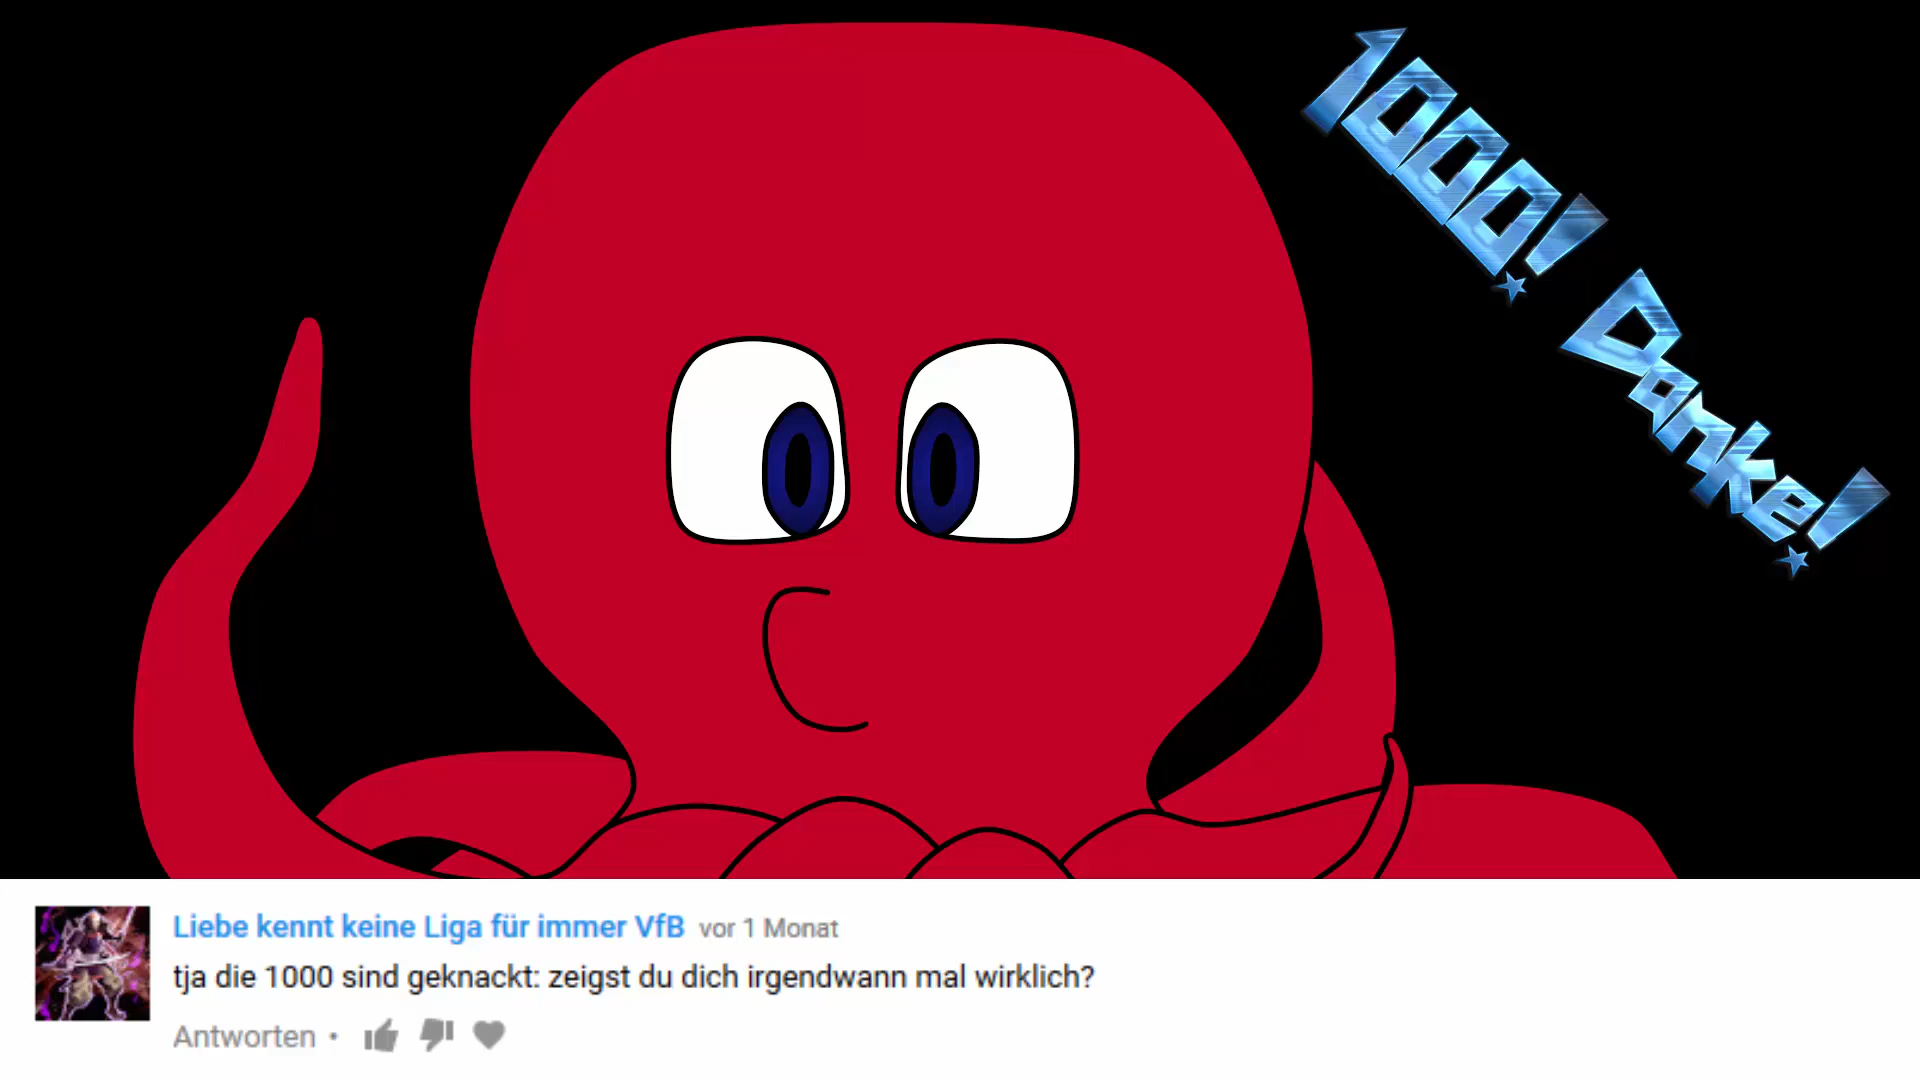 1000! Danke!
Liebe kennt keine Liga für immer VfB vor 1 Monat
tja die 1000 sind geknackt: zeigst du dich irgendwann mal wirklich?
Antworten •